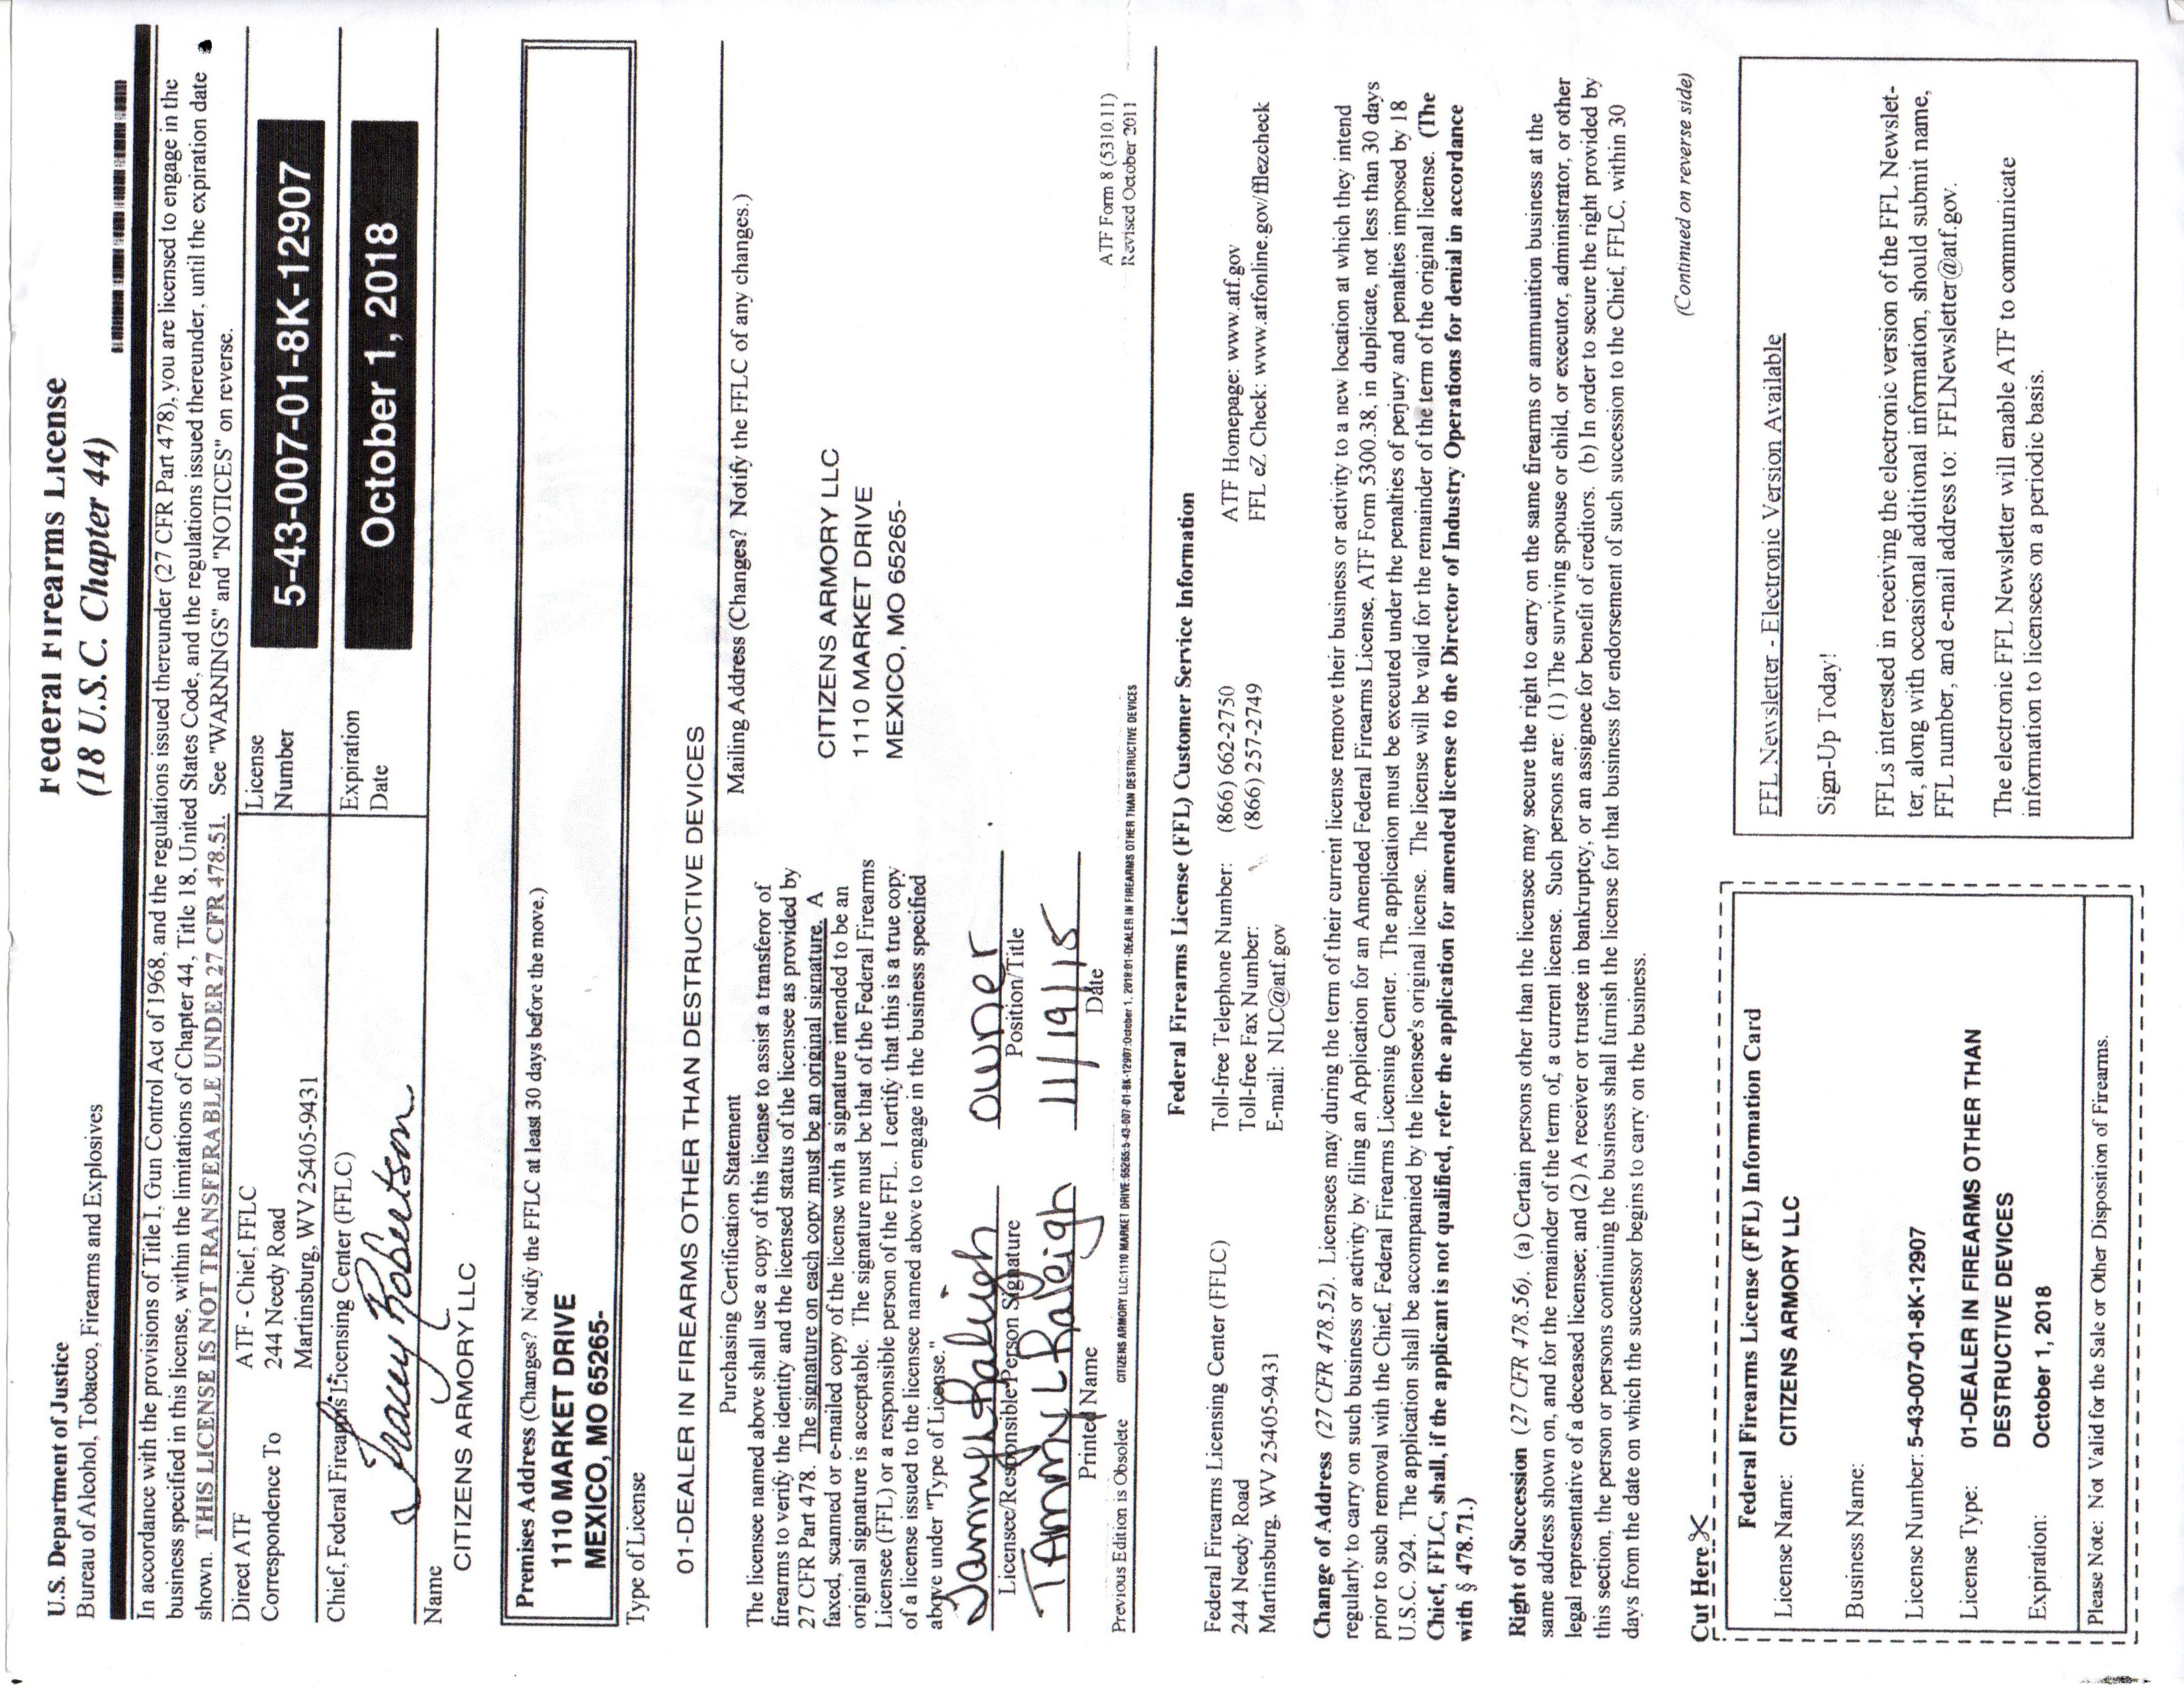 U.S. Department of Justice
Bureau of Alcohol, Tobacco, Firearms and Explosives
Federal Firearms License
(18 U.S.C. Chapter 44)
In accordance with the provisions of Title I, Gun Control Act of 1968, and the regulations issued thereunder (27 CFR Part 478), you are licensed to engage in the
business specified in this license, within the limitations of Chapter 44, Title 18, United States Code, and the regulations issued thereunder, until the expiration date
shown. THIS LICENSE IS NOT TRANSFERABLE UNDER 27 CFR 478.51. See "WARNINGS" and "NOTICES" on reverse.
Direct ATF
Correspondence To
ATF - Chief, FFLC
244 Needy Road
Martinsburg, WV 25405-9431
License
Number
5-43-007-01-8K-12907
Chief, Federal Firearms Licensing Center (FFLC)
Tracey Robertson
Expiration
Date
October 1, 2018
Name
CITIZENS ARMORY LLC
Premises Address (Changes? Notify the FFLC at least 30 days before the move.)
1110 MARKET DRIVE
MEXICO, MO 65265-
Type of License
01-DEALER IN FIREARMS OTHER THAN DESTRUCTIVE DEVICES
Purchasing Certification Statement
The licensee named above shall use a copy of this license to assist a transferor of
firearms to verify the identity and the licensed status of the licensee as provided by
27 CFR Part 478. The signature on each copy must be an original signature. A
faxed, scanned or e-mailed copy of the license with a signature intended to be an
original signature is acceptable. The signature must be that of the Federal Firearms
Licensee (FFL) or a responsible person of the FFL. I certify that this is a true copy
of a license issued to the licensee named above to engage in the business specified
above under "Type of License."
Mailing Address (Changes? Notify the FFLC of any changes.)
CITIZENS ARMORY LLC
1110 MARKET DRIVE
MEXICO, MO 65265-
Tammy L Raleigh
owner
Licensee/Responsible Person Signature
Position/Title
TAmmy L Raleigh
11/19/15
Printed Name
Date
ATF Form 8 (5310.11)
Revised October 2011
Previous Edition is Obsolete
CITIZENS ARMORY LLC:1110 MARKET DRIVE:65265:5-43-007-01-8K-12907:October 1, 2018:01-DEALER IN FIREARMS OTHER THAN DESTRUCTIVE DEVICES
Federal Firearms License (FFL) Customer Service Information
Federal Firearms Licensing Center (FFLC)
244 Needy Road
Martinsburg, WV 25405-9431
Toll-free Telephone Number: (866) 662-2750
Toll-free Fax Number: (866) 257-2749
E-mail: NLC@atf.gov
ATF Homepage: www.atf.gov
FFL eZ Check: www.atfonline.gov/fflezcheck
Change of Address (27 CFR 478.52). Licensees may during the term of their current license remove their business or activity to a new location at which they intend
regularly to carry on such business or activity by filing an Application for an Amended Federal Firearms License, ATF Form 5300.38, in duplicate, not less than 30 days
prior to such removal with the Chief, Federal Firearms Licensing Center. The application must be executed under the penalties of perjury and penalties imposed by 18
U.S.C. 924. The application shall be accompanied by the licensee's original license. The license will be valid for the remainder of the term of the original license. (The
Chief, FFLC, shall, if the applicant is not qualified, refer the application for amended license to the Director of Industry Operations for denial in accordance
with § 478.71.)
Right of Succession (27 CFR 478.56). (a) Certain persons other than the licensee may secure the right to carry on the same firearms or ammunition business at the
same address shown on, and for the remainder of the term of, a current license. Such persons are: (1) The surviving spouse or child, or executor, administrator, or other
legal representative of a deceased licensee; and (2) A receiver or trustee in bankruptcy, or an assignee for benefit of creditors. (b) In order to secure the right provided by
this section, the person or persons continuing the business shall furnish the license for that business for endorsement of such succession to the Chief, FFLC, within 30
days from the date on which the successor begins to carry on the business.
(Continued on reverse side)
Cut Here
Federal Firearms License (FFL) Information Card
License Name: CITIZENS ARMORY LLC
Business Name:
License Number: 5-43-007-01-8K-12907
License Type: 01-DEALER IN FIREARMS OTHER THAN
DESTRUCTIVE DEVICES
Expiration: October 1, 2018
Please Note: Not Valid for the Sale or Other Disposition of Firearms.
FFL Newsletter - Electronic Version Available
Sign-Up Today!
FFLs interested in receiving the electronic version of the FFL Newslet-
ter, along with occasional additional information, should submit name,
FFL number, and e-mail address to: FFLNewsletter@atf.gov.
The electronic FFL Newsletter will enable ATF to communicate
information to licensees on a periodic basis.